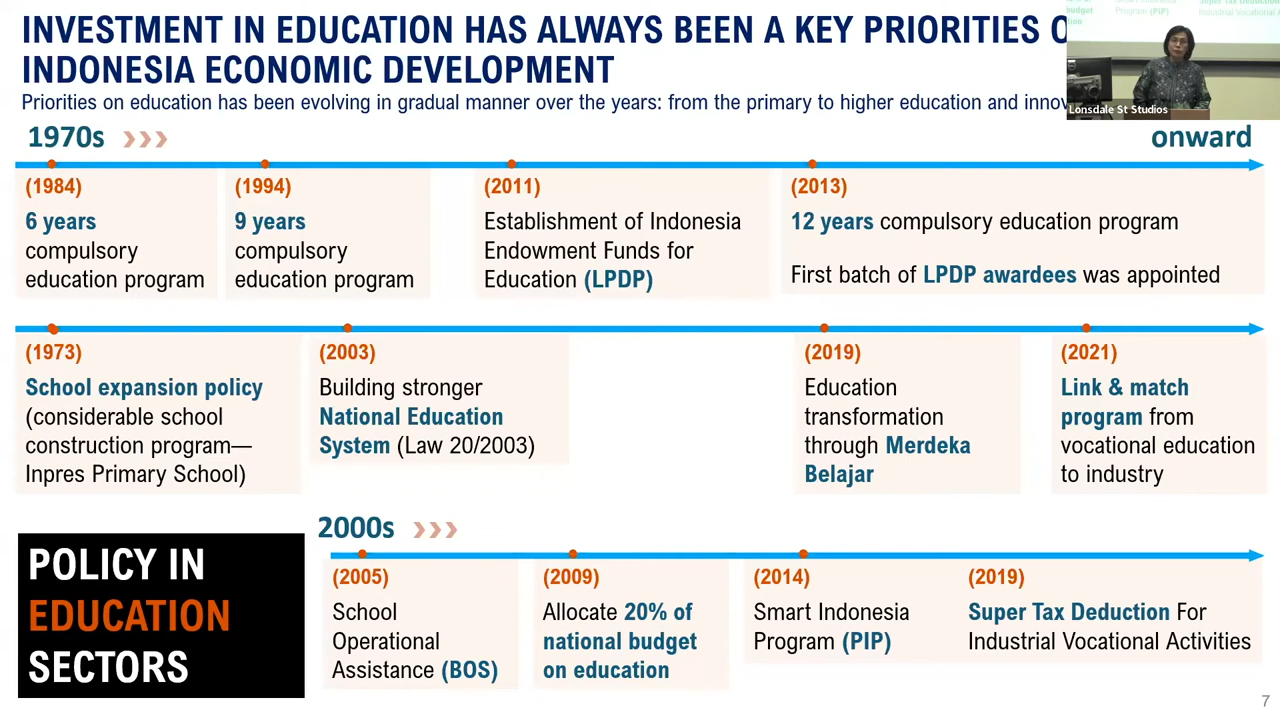 INVESTMENT IN EDUCATION HAS ALWAYS BEEN A KEY PRIORITIES
INDONESIA ECONOMIC DEVELOPMENT
Priorities on education has been evolving in gradual manner over the years: from the primary to higher education and
budget
Program (PIP)
Industrial Vocational
Lonsdale St Studios
1970s
onward
(1984)
6 years
compulsory
education program
(1994)
9 years
compulsory
education program
(2011)
Establishment of Indonesia
Endowment Funds for
Education (LPDP)
(2013)
12 years compulsory education program
First batch of LPDP awardees was appointed
(1973)
School expansion policy
(considerable school
construction program—
Inpres Primary School)
(2003)
Building stronger
National Education
System (Law 20/2003)
(2019)
Education
transformation
through Merdeka
Belajar
(2021)
Link & match
program from
vocational education
to industry
POLICY IN
EDUCATION
SECTORS
2000s
(2005)
School
Operational
Assistance (BOS)
(2009)
Allocate 20% of
national budget
on education
(2014)
Smart Indonesia
Program (PIP)
(2019)
Super Tax Deduction For
Industrial Vocational Activities
7